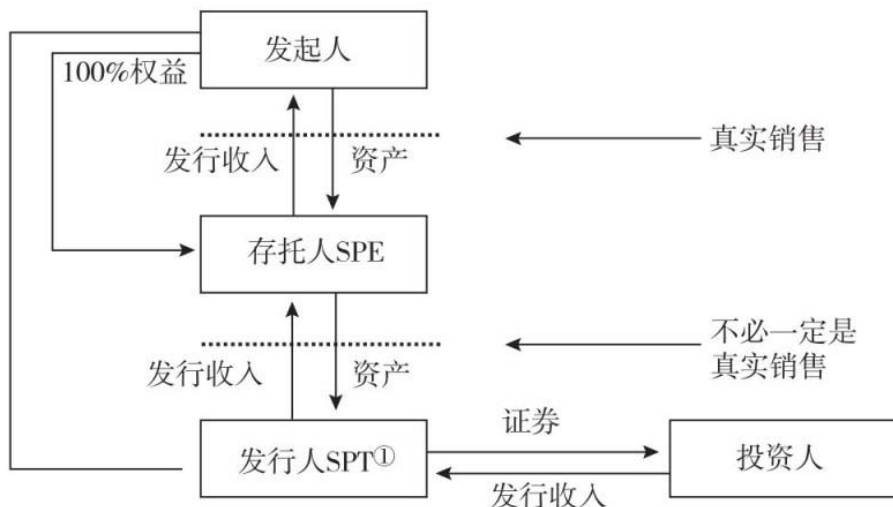 发起人
100%权益
发行收入
资产
真实销售
存托人SPE
不必一定是
真实销售
发行收入
资产
发行人SPT①
证券
投资人
发行收入